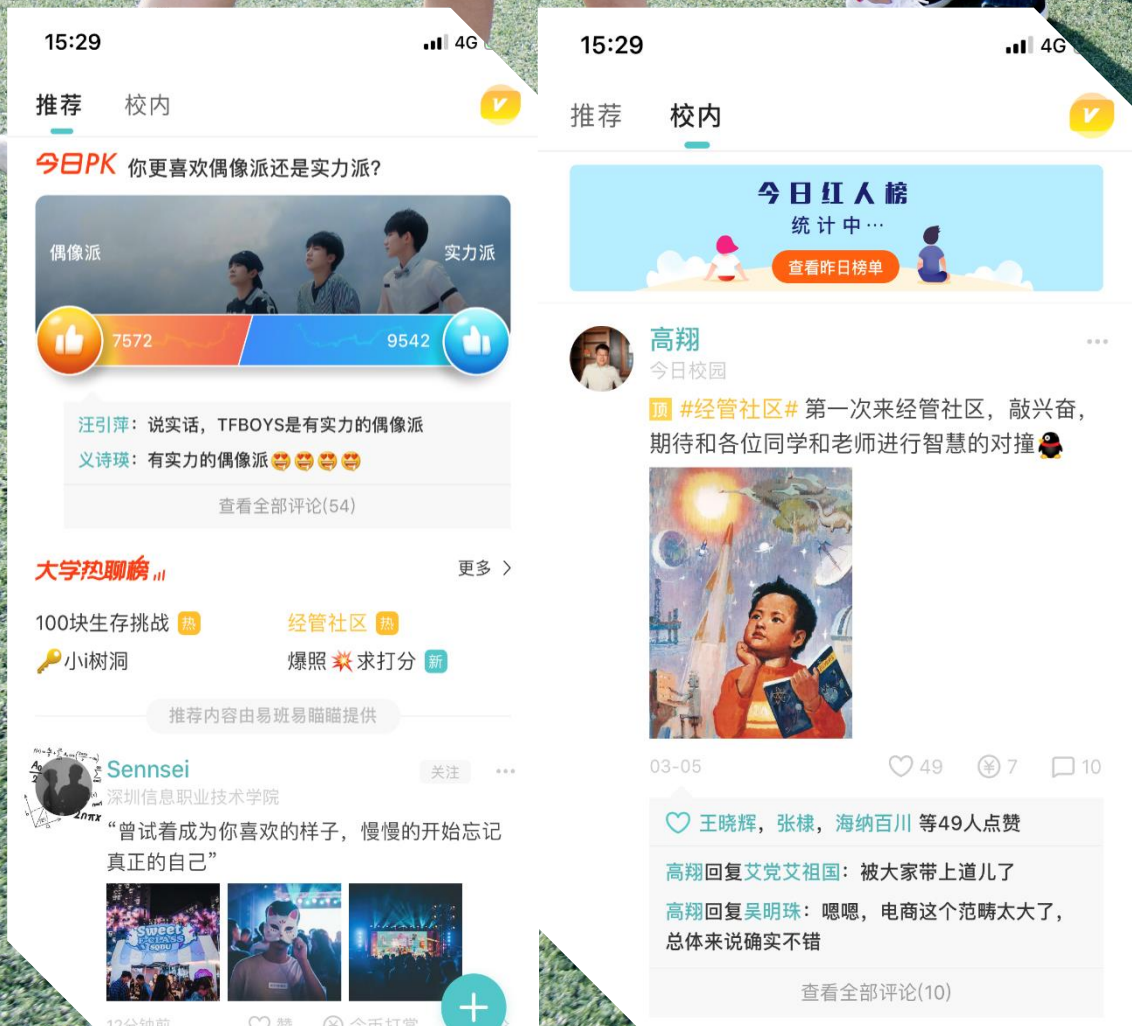 15:29
4G
推荐 校内
今日PK 你更喜欢偶像派还是实力派?
偶像派
实力派
7572
9542
汪引萍：说实话，TFBOYS是有实力的偶像派
义诗瑛：有实力的偶像派😍😍😍😍
查看全部评论(54)
大学热聊榜
更多
100块生存挑战 热
经管社区 热
🔑小i树洞
爆照💥求打分 新
推荐内容由易班易瞄瞄提供
Sennsei
关注
深圳信息职业技术学院
“曾试着成为你喜欢的样子，慢慢的开始忘记
真正的自己”
Sweet
CLASS
SQBU
12分钟前
赞
今币打赏
15:29
4G
推荐 校内
今日红人榜
统计中…
查看昨日榜单
高翔
今日校园
顶 #经管社区# 第一次来经管社区，敲兴奋，
期待和各位同学和老师进行智慧的对撞🐧
03-05
49
7
10
王晓辉，张棣，海纳百川 等49人点赞
高翔回复艾党艾祖国：被大家带上道儿了
高翔回复吴明珠：嗯嗯，电商这个范畴太大了，
总体来说确实不错
查看全部评论(10)